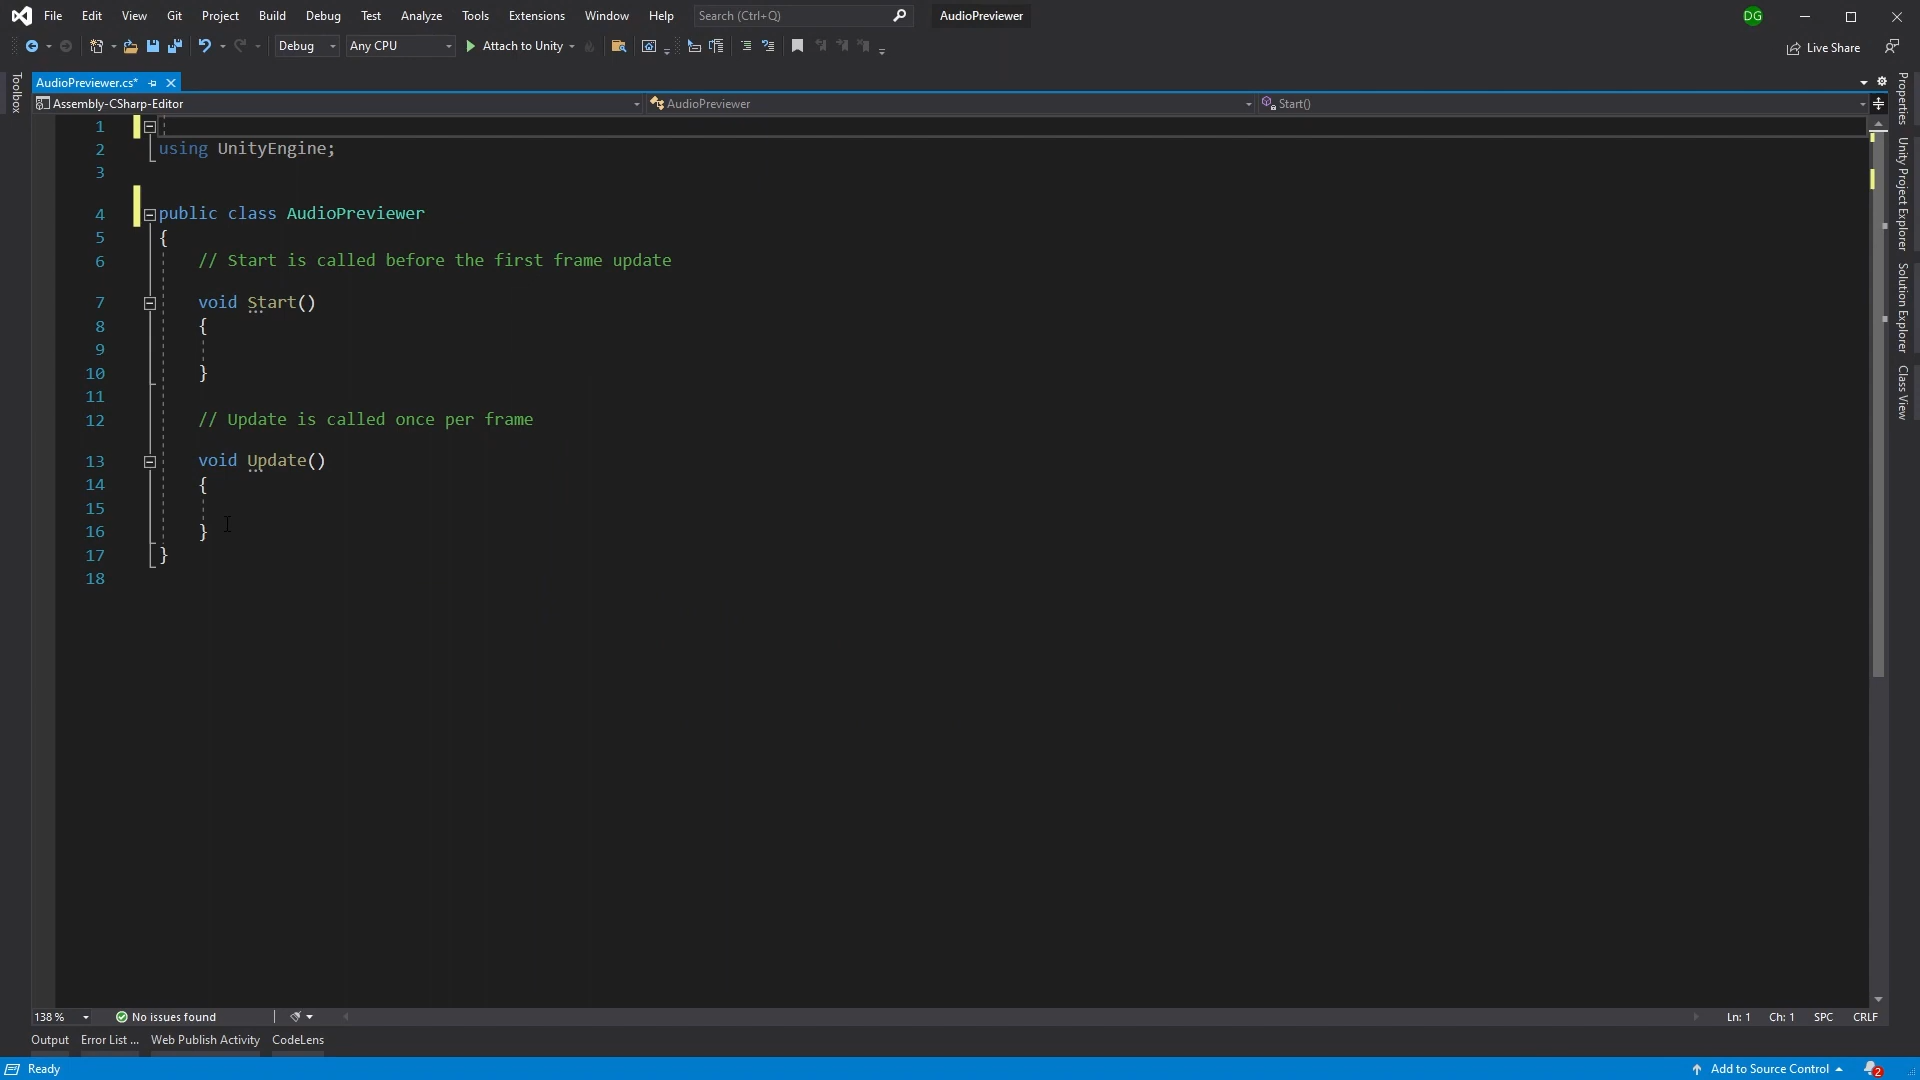 File Edit View Git Project Build Debug Test Analyze Tools Extensions Window Help Search (Ctrl+Q) AudioPreviewer DG
Debug Any CPU Attach to Unity Live Share
AudioPreviewer.cs*
Assembly-CSharp-Editor AudioPreviewer Start()
1
2 using UnityEngine;
3
4 public class AudioPreviewer
5 {
6 // Start is called before the first frame update
7 void Start()
8 {
9
10 }
11
12 // Update is called once per frame
13 void Update()
14 {
15
16 }
17 }
18
Toolbox
Properties
Unity Project Explorer
Solution Explorer
Class View
138 % No issues found Ln: 1 Ch: 1 SPC CRLF
Output Error List ... Web Publish Activity CodeLens
Ready Add to Source Control 2